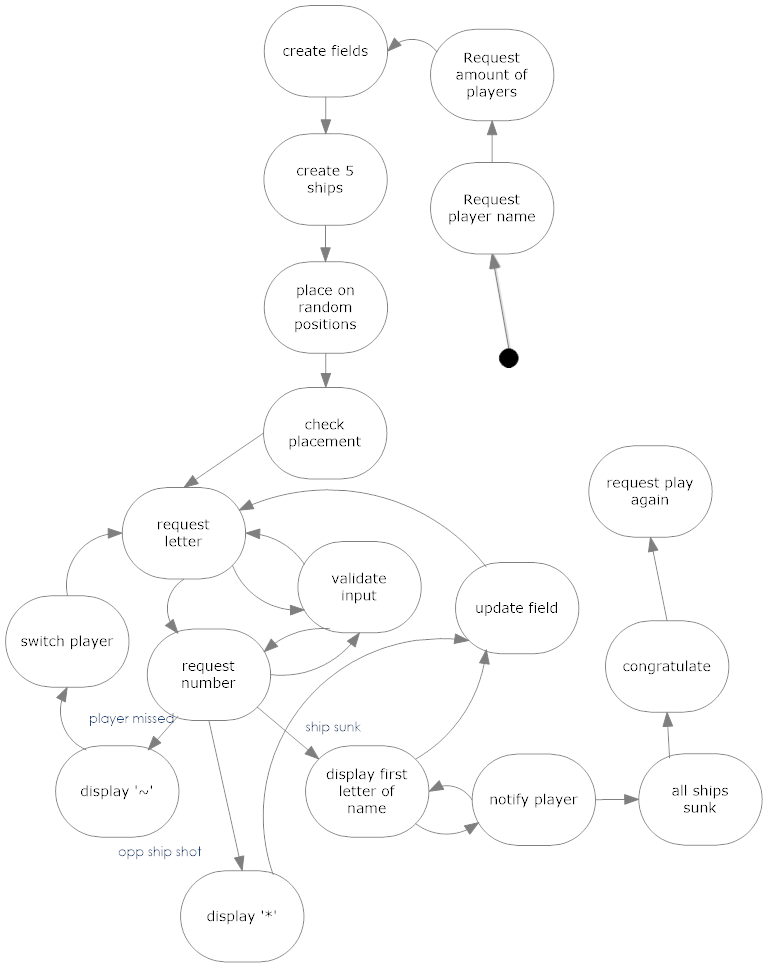 create fields
Request
amount of
players
create 5
ships
Request
player name
place on
random
positions
check
placement
request play
again
request
letter
validate
input
update field
switch player
request
number
congratulate
player missed
ship sunk
display '~'
display first
letter of
name
notify player
all ships
sunk
opp ship shot
display '*'